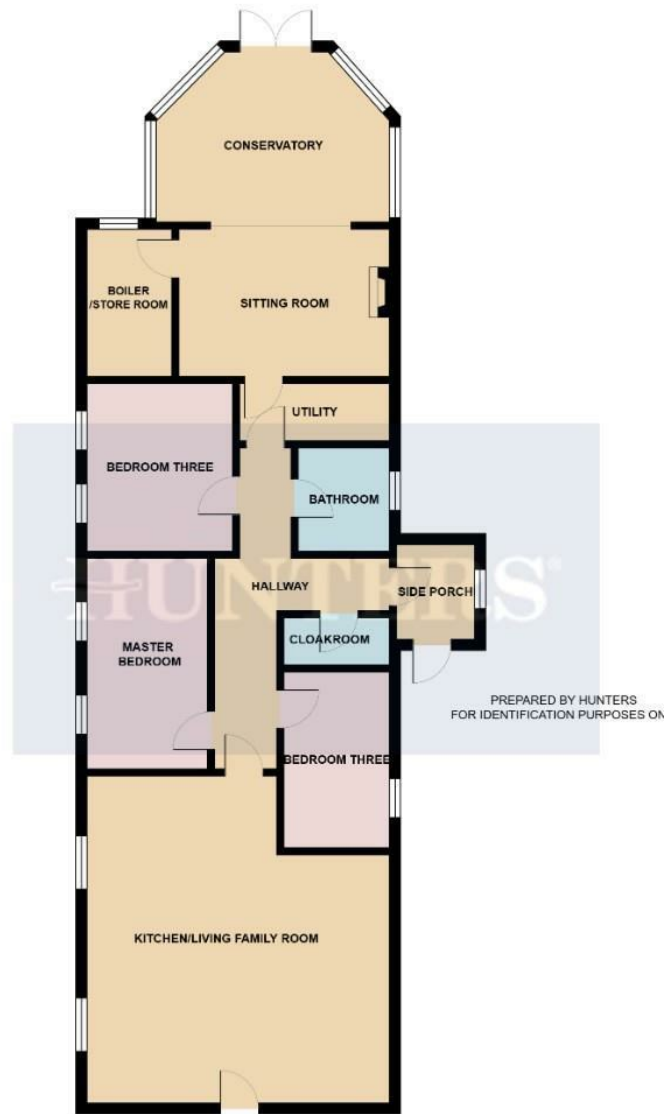 CONSERVATORY
BOILER
/STORE ROOM
SITTING ROOM
UTILITY
BEDROOM THREE
BATHROOM
HUNTERS®
HALLWAY
SIDE PORCH
CLOAKROOM
MASTER
BEDROOM
PREPARED BY HUNTERS
FOR IDENTIFICATION PURPOSES ON
BEDROOM THREE
KITCHEN/LIVING FAMILY ROOM